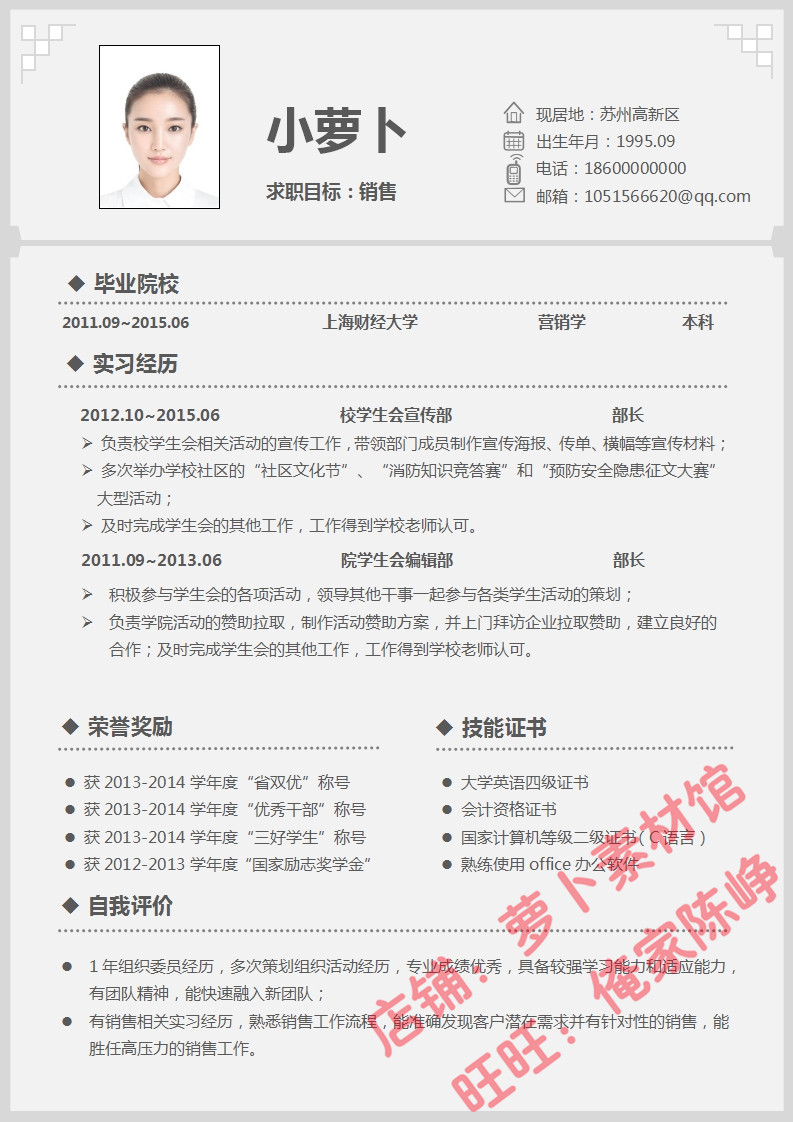 小萝卜
求职目标：销售
现居地：苏州高新区
出生年月：1995.09
电话：18600000000
邮箱：1051566620@qq.com
毕业院校
2011.09~2015.06 上海财经大学 营销学 本科
实习经历
2012.10~2015.06 校学生会宣传部 部长
负责校学生会相关活动的宣传工作，带领部门成员制作宣传海报、传单、横幅等宣传材料；
多次举办学校社区的“社区文化节”、“消防知识竞答赛”和“预防安全隐患征文大赛”
大型活动；
及时完成学生会的其他工作，工作得到学校老师认可。
2011.09~2013.06 院学生会编辑部 部长
积极参与学生会的各项活动，领导其他干事一起参与各类学生活动的策划；
负责学院活动的赞助拉取，制作活动赞助方案，并上门拜访企业拉取赞助，建立良好的
合作；及时完成学生会的其他工作，工作得到学校老师认可。
荣誉奖励
获 2013-2014 学年度“省双优”称号
获 2013-2014 学年度“优秀干部”称号
获 2013-2014 学年度“三好学生”称号
获 2012-2013 学年度“国家励志奖学金”
技能证书
大学英语四级证书
会计资格证书
国家计算机等级二级证书（C 语言）
熟练使用 office 办公软件
自我评价
1 年组织委员经历，多次策划组织活动经历，专业成绩优秀，具备较强学习能力和适应能力，
有团队精神，能快速融入新团队；
有销售相关实习经历，熟悉销售工作流程，能准确发现客户潜在需求并有针对性的销售，能
胜任高压力的销售工作。
店铺：萝卜素材馆
旺旺：俺家陈峥